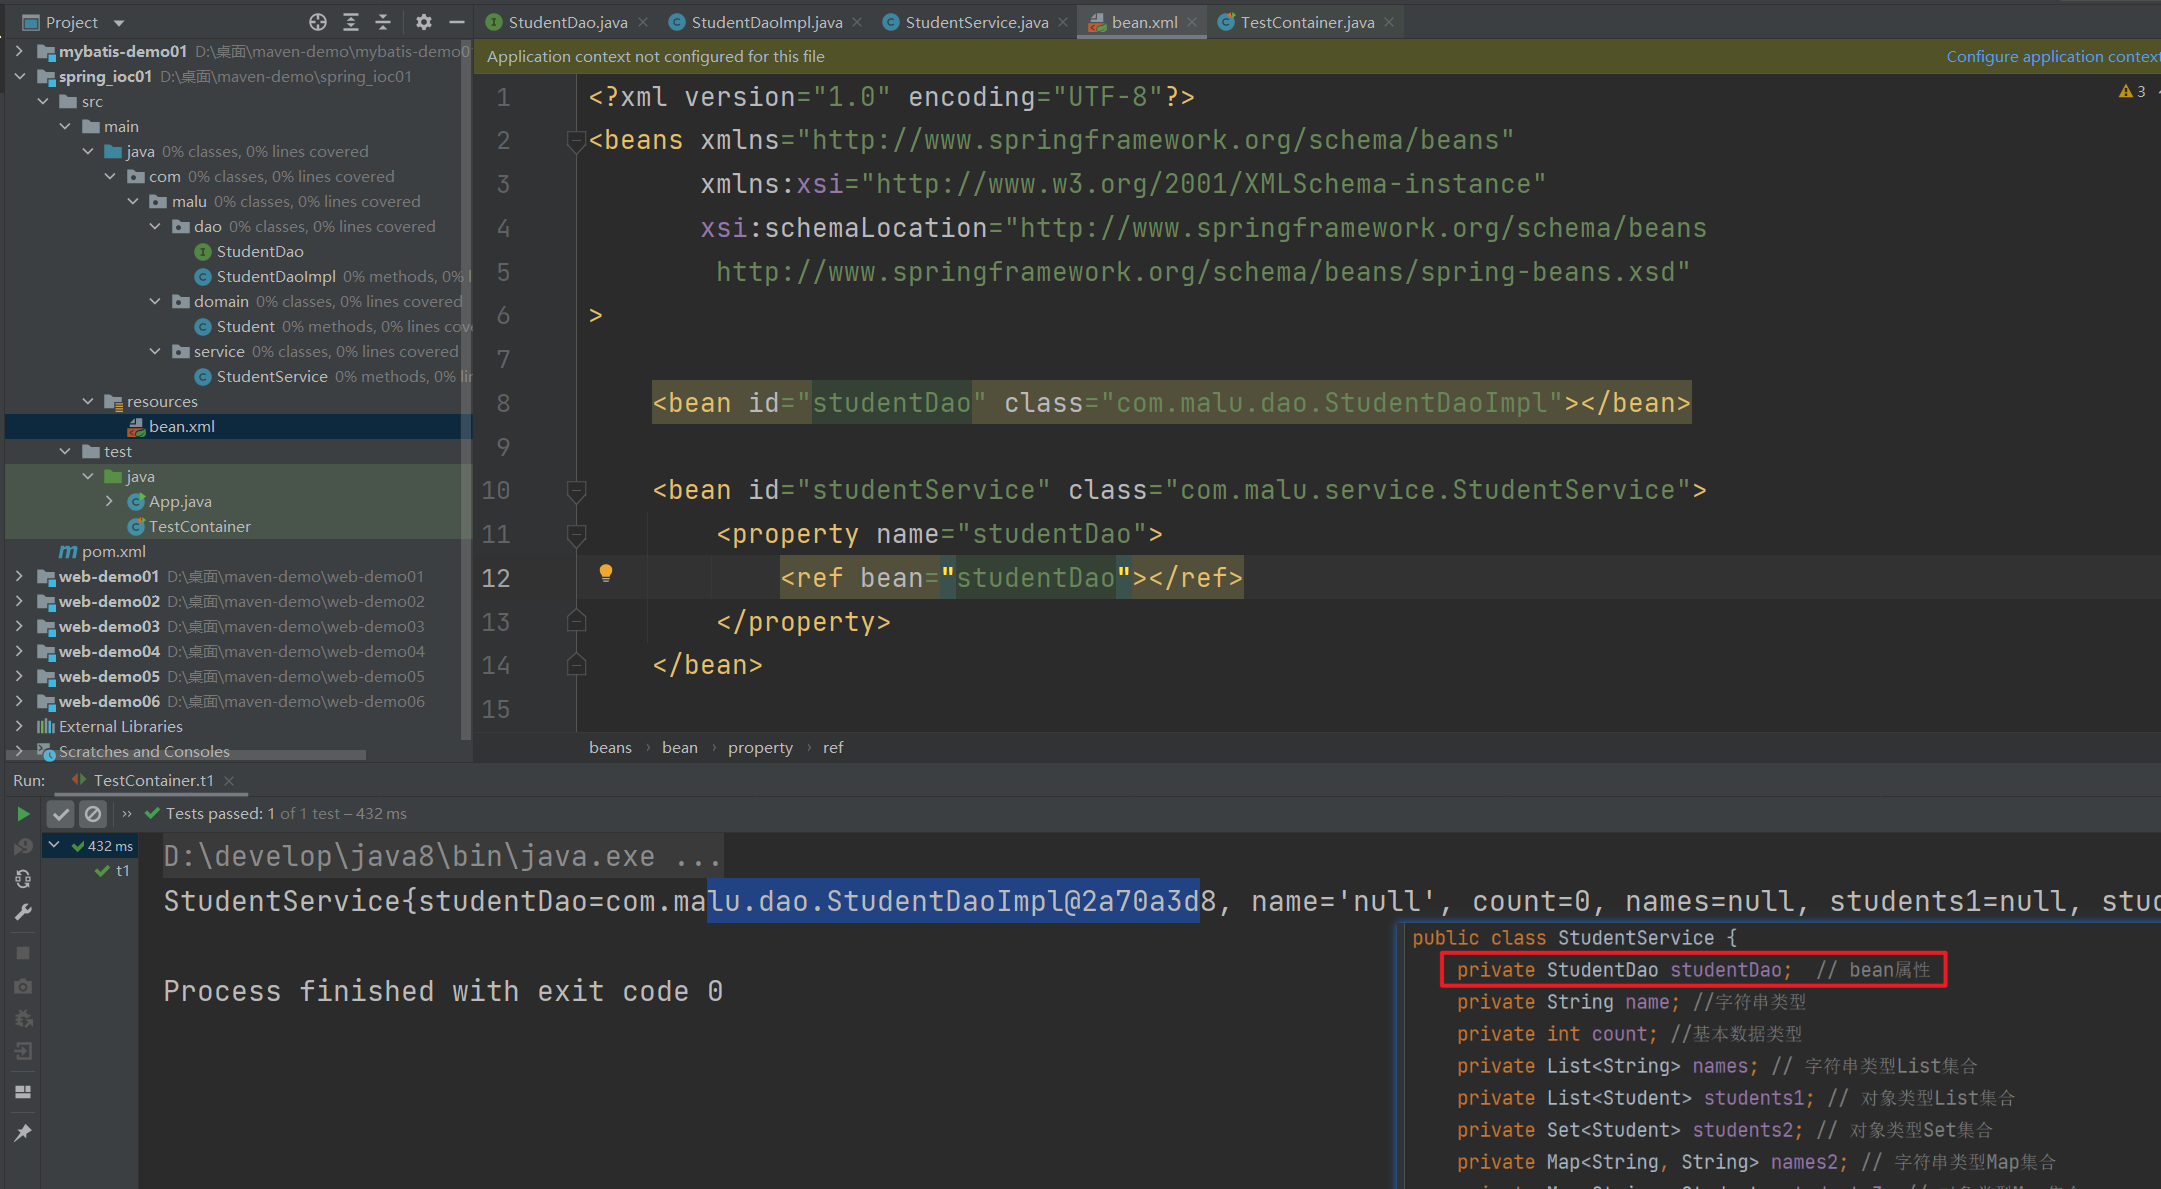 Project
mybatis-demo01 D:\桌面\maven-demo\mybatis-demo0
spring_ioc01 D:\桌面\maven-demo\spring_ioc01
src
main
java 0% classes, 0% lines covered
com 0% classes, 0% lines covered
malu 0% classes, 0% lines covered
dao 0% classes, 0% lines covered
StudentDao
StudentDaoImpl 0% methods, 0% l
domain 0% classes, 0% lines covered
Student 0% methods, 0% lines cov
service 0% classes, 0% lines covered
StudentService 0% methods, 0% lin
resources
bean.xml
test
java
App.java
TestContainer
pom.xml
web-demo01 D:\桌面\maven-demo\web-demo01
web-demo02 D:\桌面\maven-demo\web-demo02
web-demo03 D:\桌面\maven-demo\web-demo03
web-demo04 D:\桌面\maven-demo\web-demo04
web-demo05 D:\桌面\maven-demo\web-demo05
web-demo06 D:\桌面\maven-demo\web-demo06
External Libraries
Scratches and Consoles
StudentDao.java StudentDaoImpl.java StudentService.java bean.xml TestContainer.java
Application context not configured for this file Configure application context
3
1 <?xml version="1.0" encoding="UTF-8"?>
2 <beans xmlns="http://www.springframework.org/schema/beans"
3 xmlns:xsi="http://www.w3.org/2001/XMLSchema-instance"
4 xsi:schemaLocation="http://www.springframework.org/schema/beans
5 http://www.springframework.org/schema/beans/spring-beans.xsd"
6 >
7
8 <bean id="studentDao" class="com.malu.dao.StudentDaoImpl"></bean>
9
10 <bean id="studentService" class="com.malu.service.StudentService">
11 <property name="studentDao">
12 <ref bean="studentDao"></ref>
13 </property>
14 </bean>
15
beans › bean › property › ref
Run: TestContainer.t1
Tests passed: 1 of 1 test – 432 ms
432 ms
t1
D:\develop\java8\bin\java.exe ...
StudentService{studentDao=com.malu.dao.StudentDaoImpl@2a70a3d8, name='null', count=0, names=null, students1=null, stud
Process finished with exit code 0
public class StudentService {
private StudentDao studentDao; // bean属性
private String name; //字符串类型
private int count; //基本数据类型
private List<String> names; // 字符串类型List集合
private List<Student> students1; // 对象类型List集合
private Set<Student> students2; // 对象类型Set集合
private Map<String, String> names2; // 字符串类型Map集合